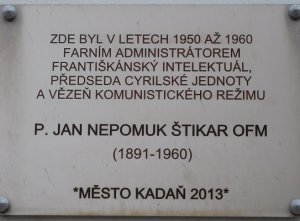 ZDE BYL V LETECH 1950 AŽ 1960
FARNÍM ADMINISTRÁTOREM
FRANTIŠKÁNSKÝ INTELEKTUÁL,
PŘEDSEDA CYRILSKÉ JEDNOTY
A VĚZEŇ KOMUNISTICKÉHO REŽIMU
P. JAN NEPOMUK ŠTIKAR OFM
(1891-1960)
*MĚSTO KADAŇ 2013*